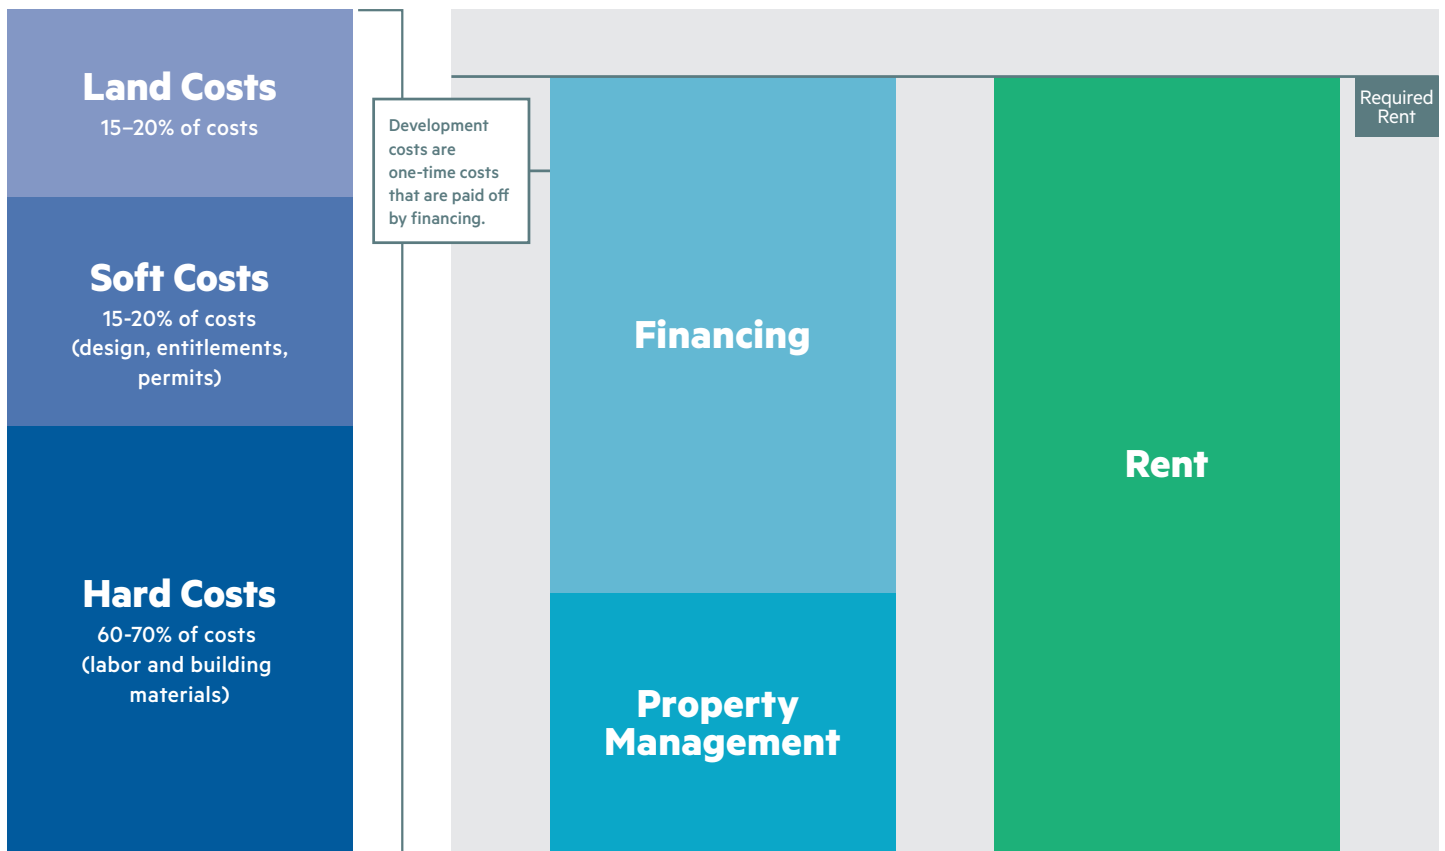 Land Costs
15–20% of costs
Soft Costs
15-20% of costs
(design, entitlements,
permits)
Hard Costs
60-70% of costs
(labor and building
materials)
Development
costs are
one-time costs
that are paid off
by financing.
Financing
Property
Management
Rent
Required
Rent